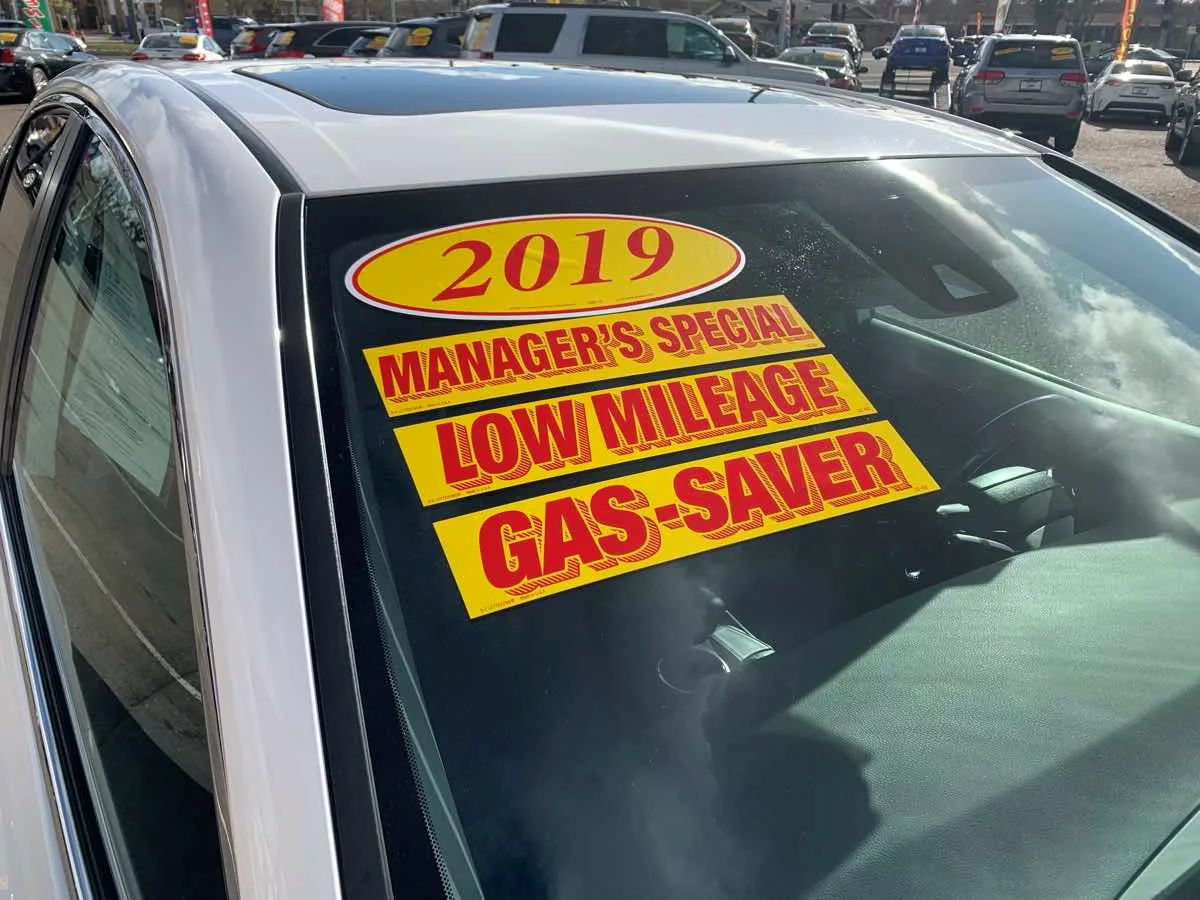 2019
MANAGER'S SPECIAL
LOW MILEAGE
GAS-SAVER